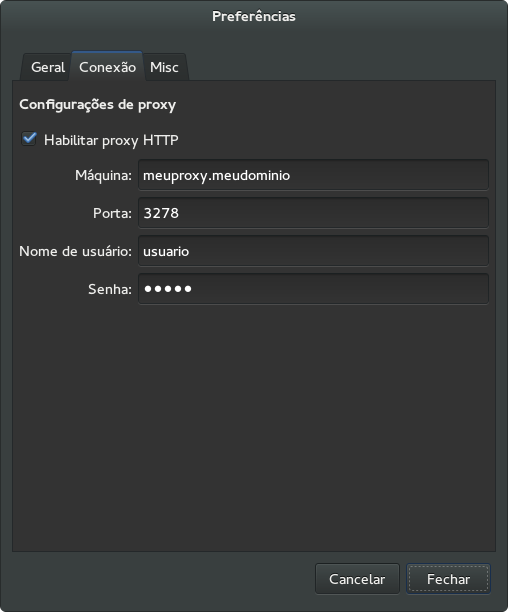 Preferências
Geral Conexão Misc
Configurações de proxy
Habilitar proxy HTTP
Máquina: meuproxy.meudominio
Porta: 3278
Nome de usuário: usuario
Senha: •••••
Cancelar Fechar